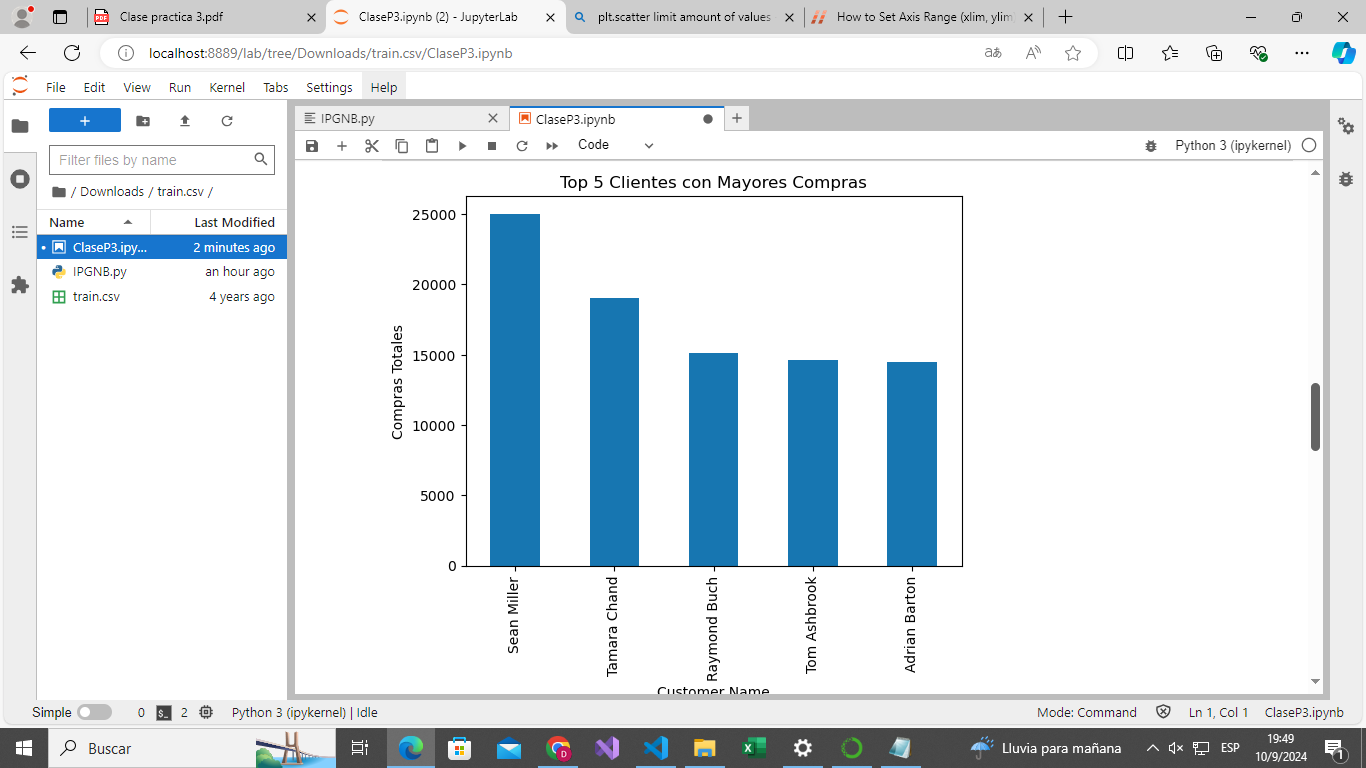 Clase practica 3.pdf
ClaseP3.ipynb (2) - JupyterLab
plt.scatter limit amount of values
How to Set Axis Range (xlim, ylim
localhost:8889/lab/tree/Downloads/train.csv/ClaseP3.ipynb
File Edit View Run Kernel Tabs Settings Help
IPGNB.py
ClaseP3.ipynb
Code
Python 3 (ipykernel)
Filter files by name
/ Downloads / train.csv /
Name Last Modified
ClaseP3.ipy... 2 minutes ago
IPGNB.py an hour ago
train.csv 4 years ago
Top 5 Clientes con Mayores Compras
25000
20000
15000
10000
5000
0
Compras Totales
Sean Miller
Tamara Chand
Raymond Buch
Tom Ashbrook
Adrian Barton
Customer Name
Simple 0 2 Python 3 (ipykernel) | Idle
Mode: Command Ln 1, Col 1 ClaseP3.ipynb
Buscar
Lluvia para mañana
ESP
19:49
10/9/2024
1